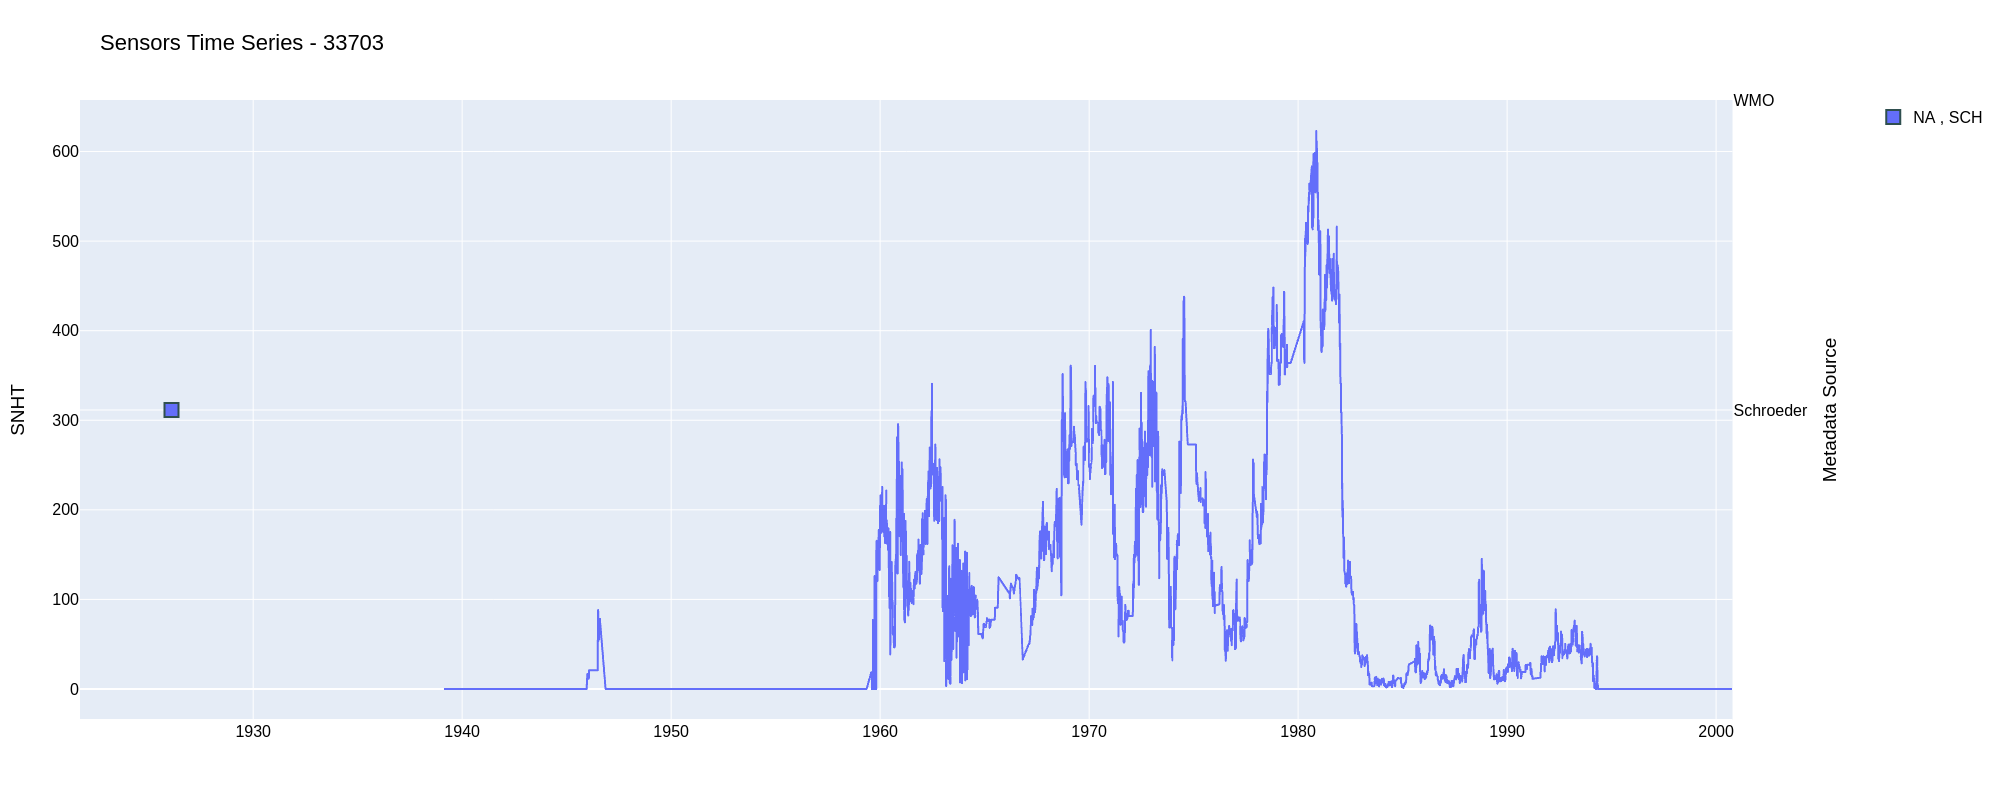 Sensors Time Series - 33703
WMO
NA , SCH
600
500
400
300
200
100
0
SNHT
Schroeder
Metadata Source
1930
1940
1950
1960
1970
1980
1990
2000